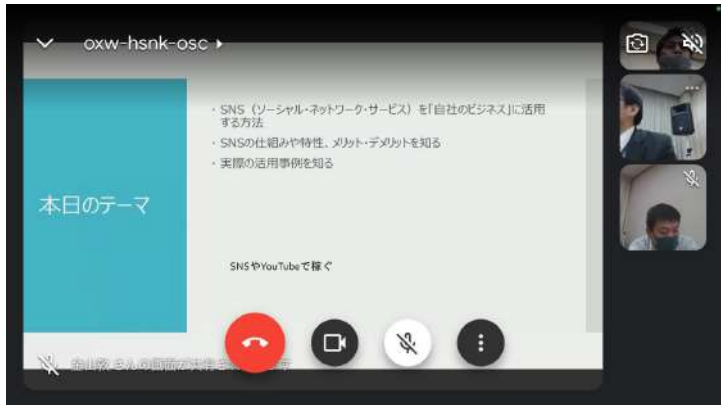 oxw-hsnk-osc
・SNS（ソーシャル・ネットワーク・サービス）を「自社のビジネス」に活用
する方法
・SNSの仕組みや特性、メリット・デメリットを知る
・実際の活用事例を知る
本日のテーマ
SNSやYouTubeで稼ぐ